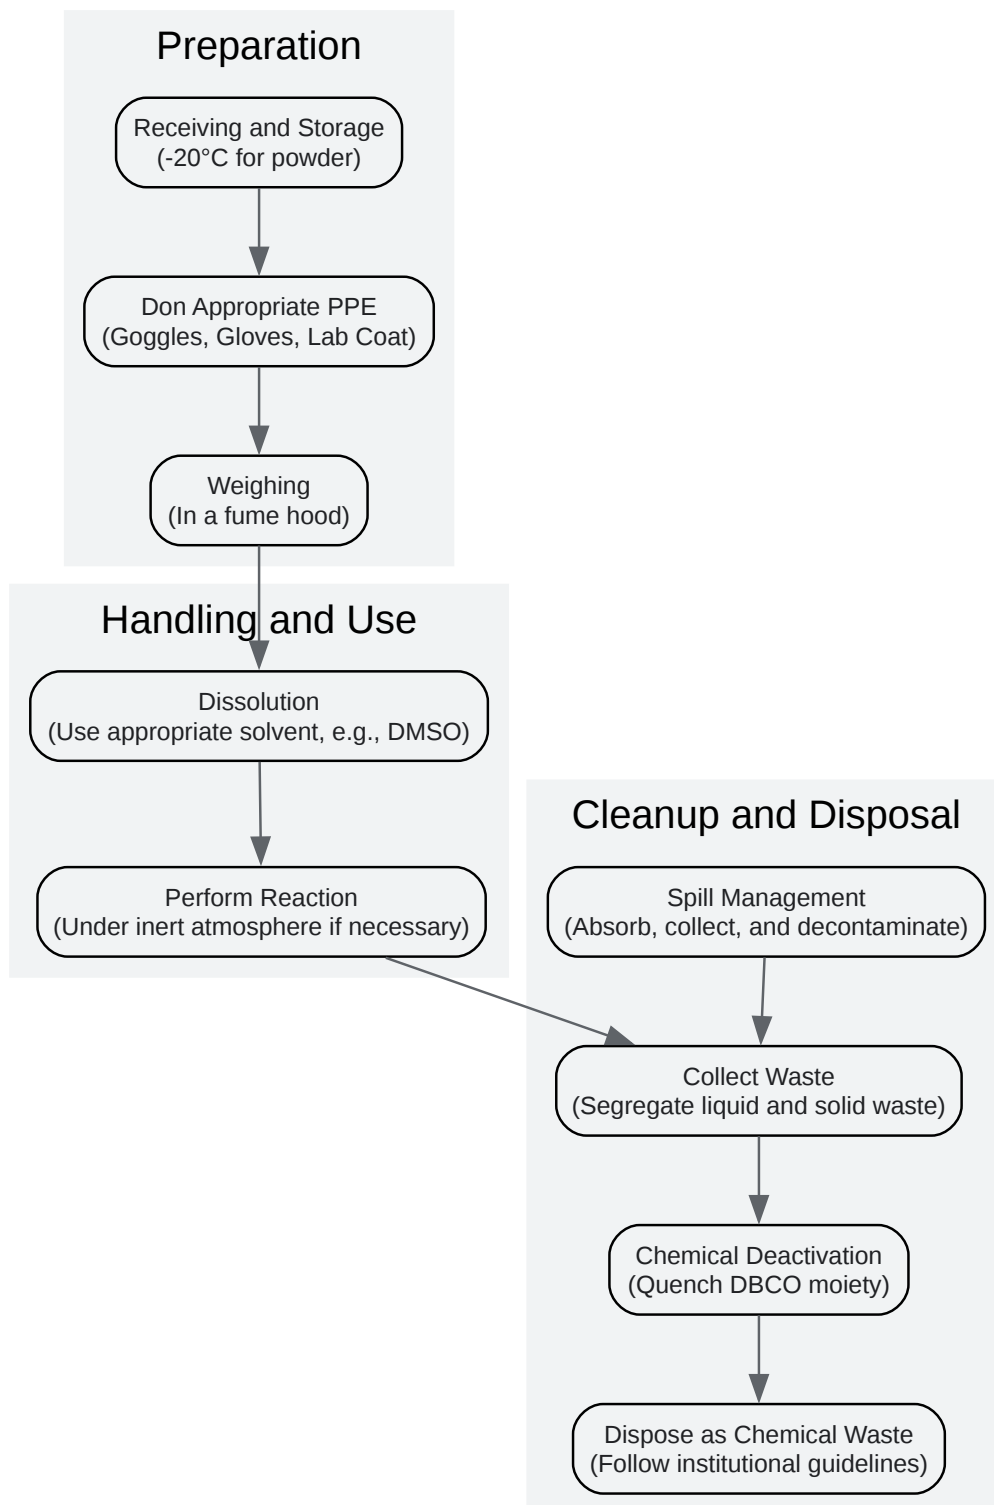 Preparation
Receiving and Storage
(-20°C for powder)
Don Appropriate PPE
(Goggles, Gloves, Lab Coat)
Weighing
(In a fume hood)
Handling and Use
Dissolution
(Use appropriate solvent, e.g., DMSO)
Perform Reaction
(Under inert atmosphere if necessary)
Cleanup and Disposal
Spill Management
(Absorb, collect, and decontaminate)
Collect Waste
(Segregate liquid and solid waste)
Chemical Deactivation
(Quench DBCO moiety)
Dispose as Chemical Waste
(Follow institutional guidelines)